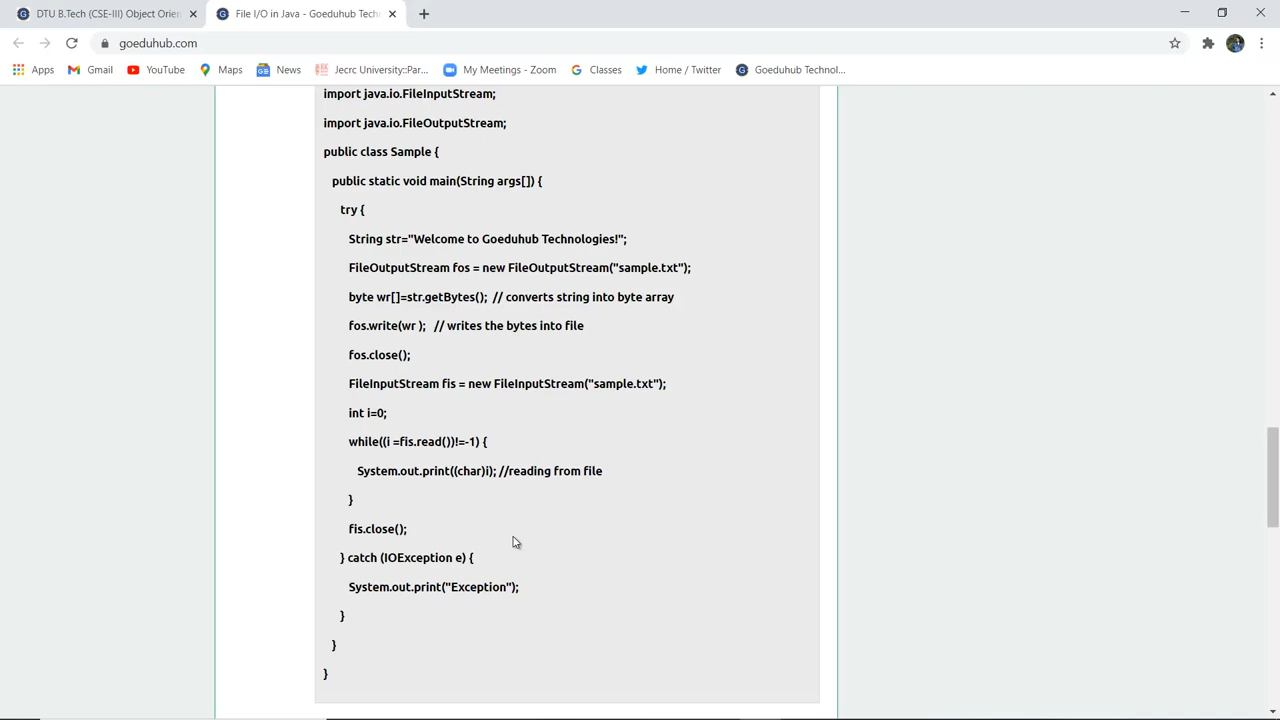 DTU B.Tech (CSE-III) Object Orien
File I/O in Java - Goeduhub Techn
goeduhub.com
Apps
Gmail
YouTube
Maps
News
Jecrc University::Par...
My Meetings - Zoom
Classes
Home / Twitter
Goeduhub Technol...
import java.io.FileInputStream;
import java.io.FileOutputStream;
public class Sample {
public static void main(String args[]) {
try {
String str="Welcome to Goeduhub Technologies!";
FileOutputStream fos = new FileOutputStream("sample.txt");
byte wr[]=str.getBytes(); // converts string into byte array
fos.write(wr ); // writes the bytes into file
fos.close();
FileInputStream fis = new FileInputStream("sample.txt");
int i=0;
while((i =fis.read())!=-1) {
System.out.print((char)i); //reading from file
}
fis.close();
} catch (IOException e) {
System.out.print("Exception");
}
}
}